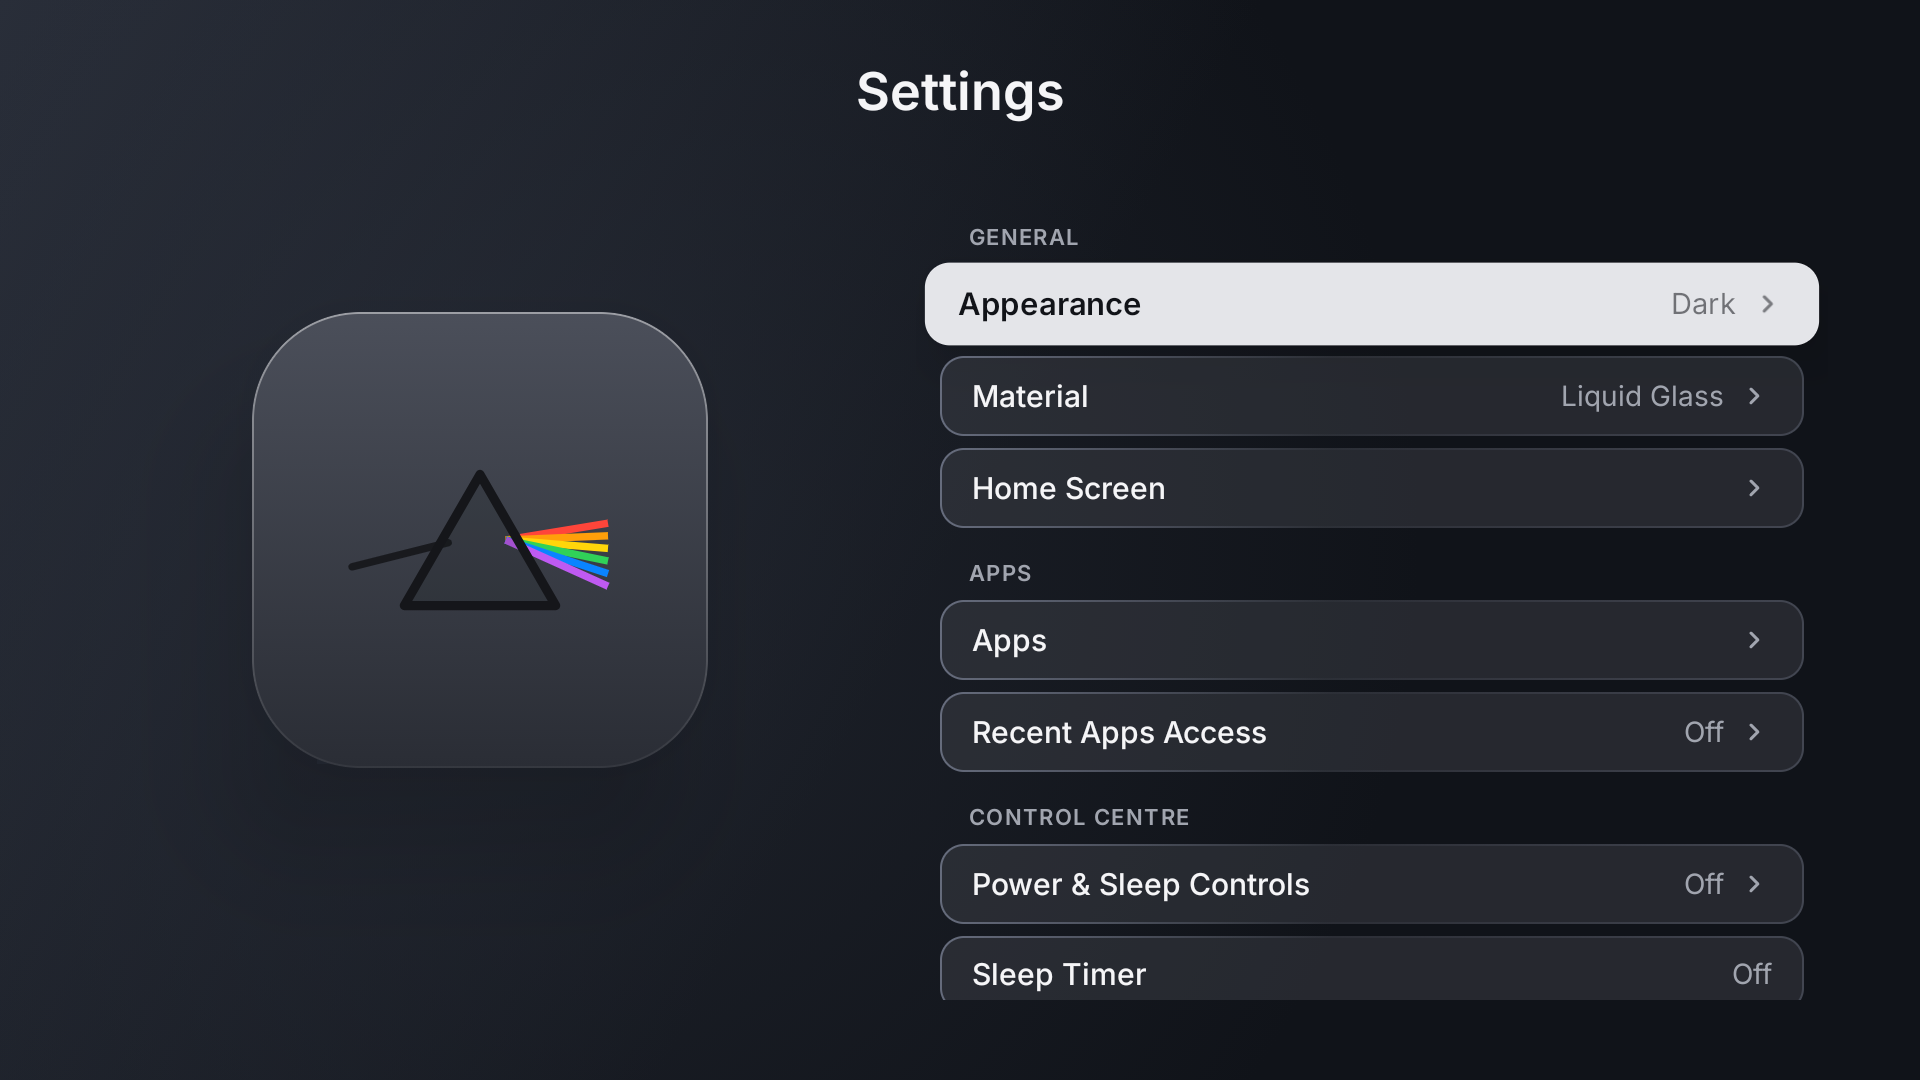 Settings
GENERAL
Appearance Dark
Material Liquid Glass
Home Screen
APPS
Apps
Recent Apps Access Off
CONTROL CENTRE
Power & Sleep Controls Off
Sleep Timer Off